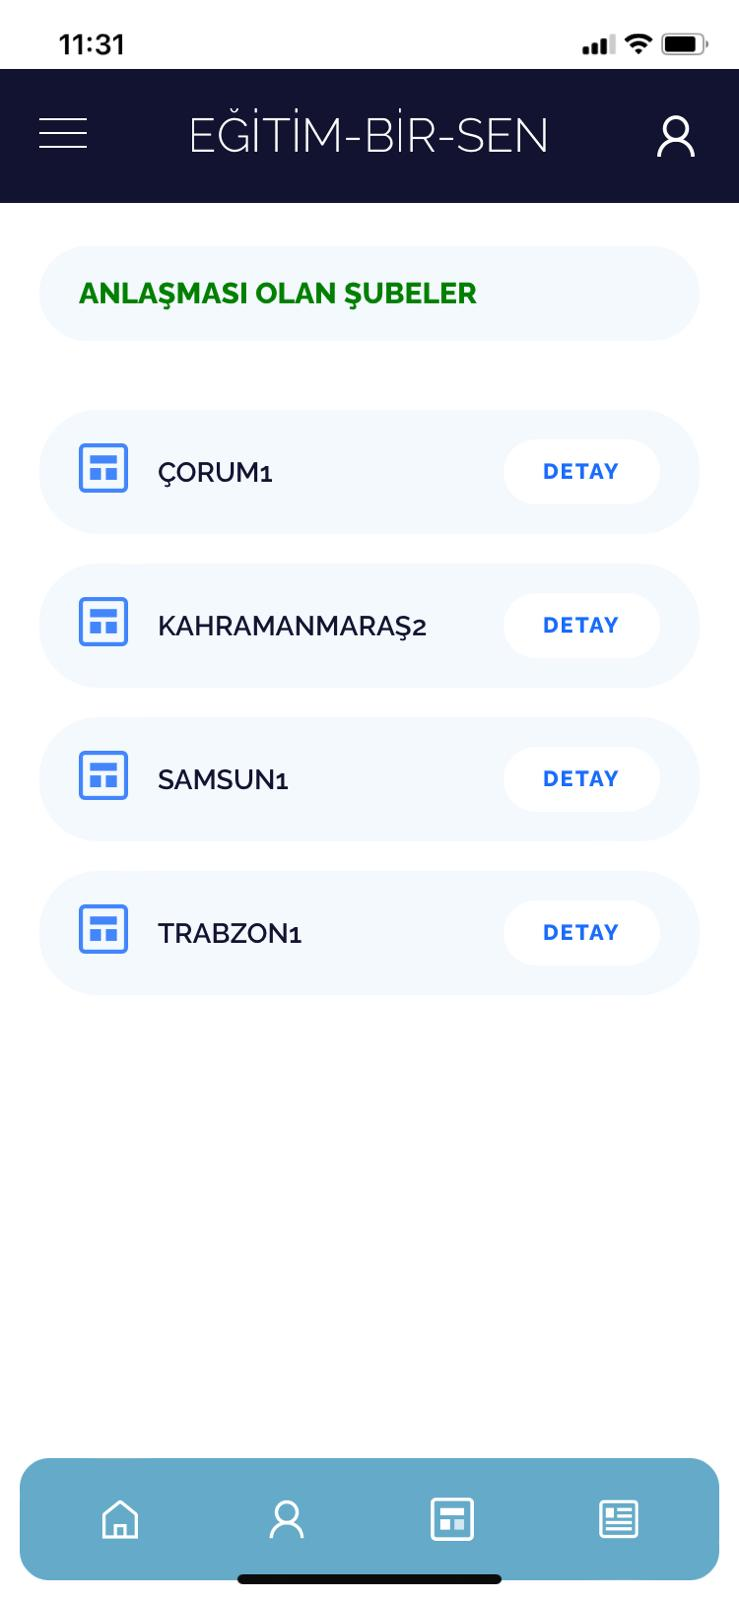 11:31
EĞİTİM-BİR-SEN
ANLAŞMASI OLAN ŞUBELER
ÇORUM1 DETAY
KAHRAMANMARAŞ2 DETAY
SAMSUN1 DETAY
TRABZON1 DETAY